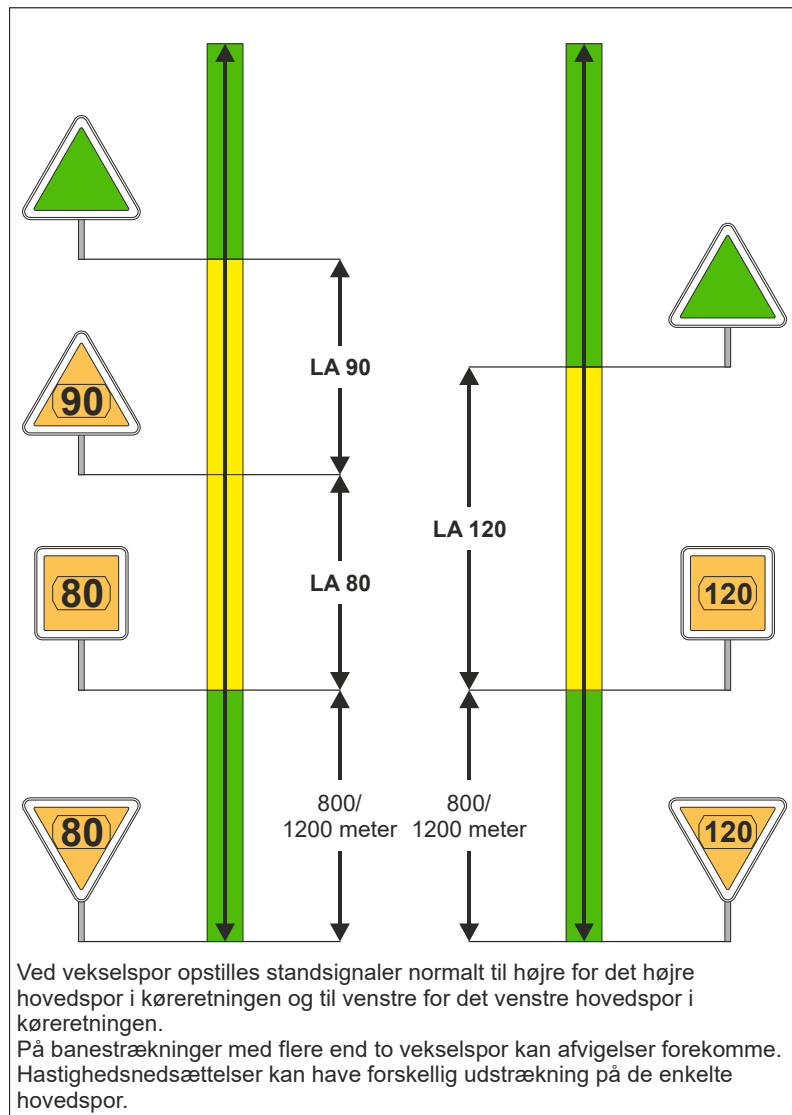 LA 90
90
LA 120
LA 80
80
120
800/
1200 meter
800/
1200 meter
80
120
Ved vekselspor opstilles standsignaler normalt til højre for det højre
hovedspor i køreretningen og til venstre for det venstre hovedspor i
køreretningen.
På banestrækninger med flere end to vekselspor kan afvigelser forekomme.
Hastighedsnedsættelser kan have forskellig udstrækning på de enkelte
hovedspor.